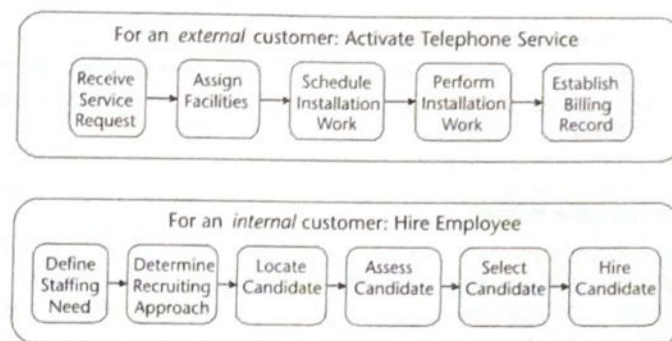 For an external customer: Activate Telephone Service
Receive
Service
Request
Assign
Facilities
Schedule
Installation
Work
Perform
Installation
Work
Establish
Billing
Record
For an internal customer: Hire Employee
Define
Staffing
Need
Determine
Recruiting
Approach
Locate
Candidate
Assess
Candidate
Select
Candidate
Hire
Candidate